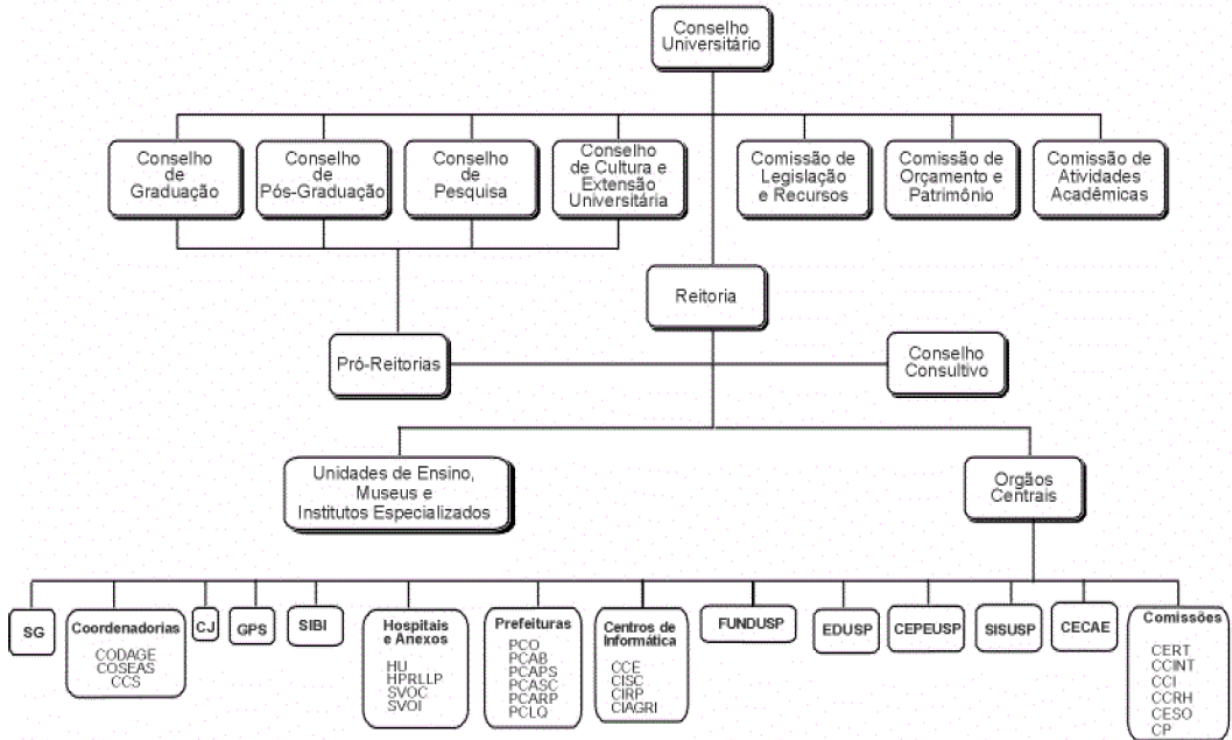 Conselho
Universitário
Conselho
de
Graduação
Conselho
de
Pós-Graduação
Conselho
de
Pesquisa
Conselho
de Cultura e
Extensão
Universitária
Comissão de
Legislação
e Recursos
Comissão de
Orçamento e
Patrimônio
Comissão de
Atividades
Acadêmicas
Reitoria
Pró-Reitorias
Conselho
Consultivo
Unidades de Ensino,
Museus e
Institutos Especializados
Orgãos
Centrais
SG
Coordenadorias
CODAGE
COSEAS
CCS
CJ
GPS
SIBI
Hospitais
e Anexos
HU
HPRLLP
SVOC
SVOI
Prefeituras
PCO
PCAB
PCAPS
PCASC
PCARP
PCLQ
Centros de
Informática
CCE
CISC
CIRP
CIAGRI
FUNDUSP
EDUSP
CEPEUSP
SISUSP
CECAE
Comissões
CERT
CCINT
CCI
CCRH
CESO
CP